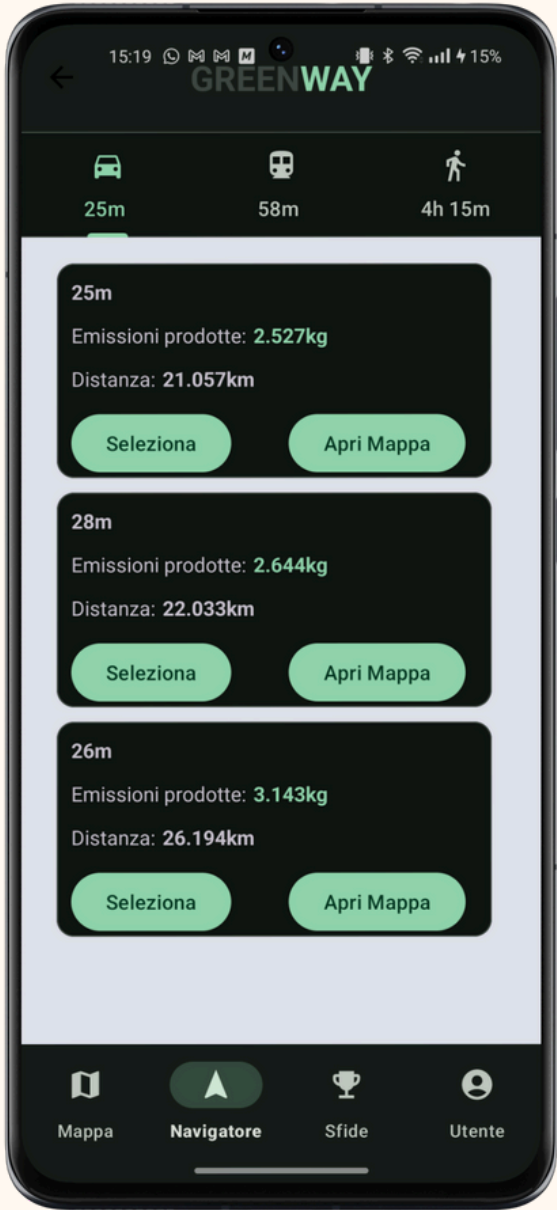 15:19 15%
GREENWAY
25m 58m 4h 15m
25m
Emissioni prodotte: 2.527kg
Distanza: 21.057km
Seleziona Apri Mappa
28m
Emissioni prodotte: 2.644kg
Distanza: 22.033km
Seleziona Apri Mappa
26m
Emissioni prodotte: 3.143kg
Distanza: 26.194km
Seleziona Apri Mappa
Mappa Navigatore Sfide Utente